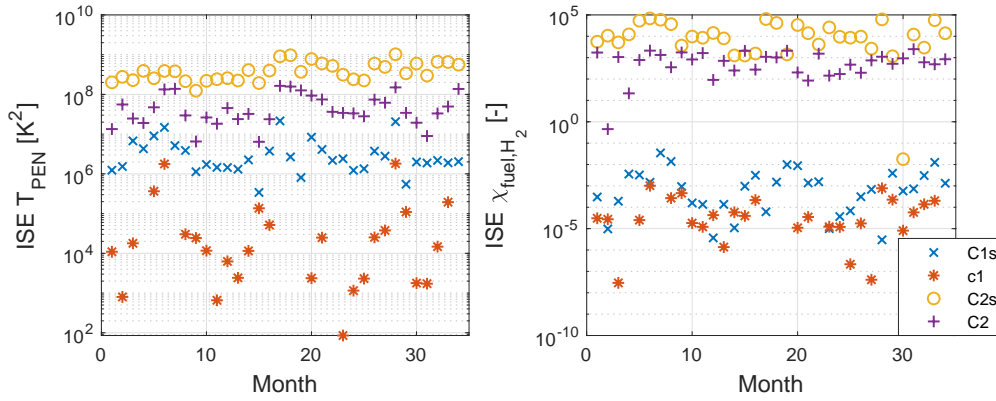 10^10
10^8
10^6
10^4
10^2
ISE T_PEN [K^2]
0
10
20
30
Month
10^5
10^0
10^-5
10^-10
ISE χ_fuel,H_2 [-]
0
10
20
30
Month
C1s
c1
C2s
C2